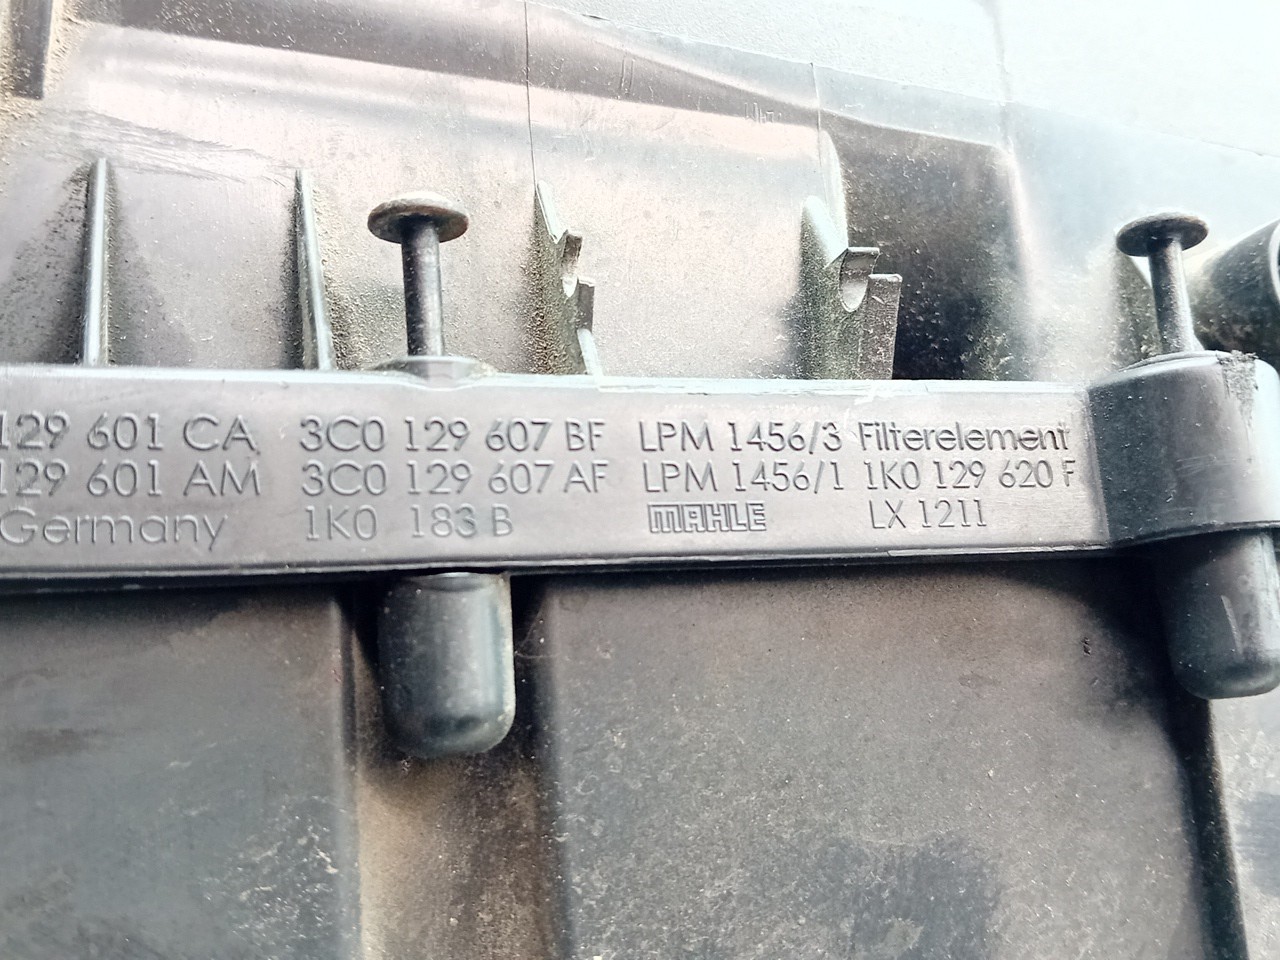 129 601 CA 3C0 129 607 BF LPM 1456/3 Filterelement
129 601 AM 3C0 129 607 AF LPM 1456/1 1K0 129 620 F
Germany 1K0 183 B MAHLE LX 1211